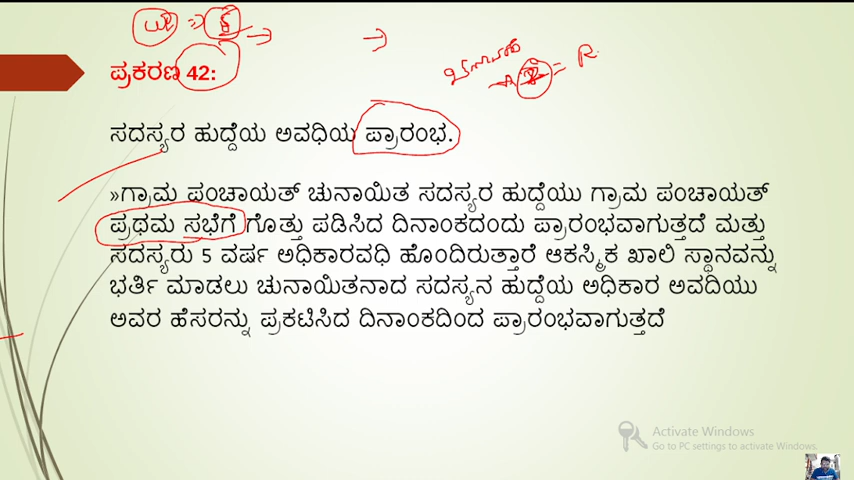 ಪ್ರಕರಣ 42:
ಸದಸ್ಯರ ಹುದ್ದೆಯ ಅವಧಿಯ ಪ್ರಾರಂಭ.
»ಗ್ರಾಮ ಪಂಚಾಯತ್ ಚುನಾಯಿತ ಸದಸ್ಯರ ಹುದ್ದೆಯು ಗ್ರಾಮ ಪಂಚಾಯತ್
ಪ್ರಥಮ ಸಭೆಗೆ ಗೊತ್ತು ಪಡಿಸಿದ ದಿನಾಂಕದಂದು ಪ್ರಾರಂಭವಾಗುತ್ತದೆ ಮತ್ತು
ಸದಸ್ಯರು 5 ವರ್ಷ ಅಧಿಕಾರವಧಿ ಹೊಂದಿರುತ್ತಾರೆ ಆಕಸ್ಮಿಕ ಖಾಲಿ ಸ್ಥಾನವನ್ನು
ಭರ್ತಿ ಮಾಡಲು ಚುನಾಯಿತನಾದ ಸದಸ್ಯನ ಹುದ್ದೆಯ ಅಧಿಕಾರ ಅವದಿಯು
ಅವರ ಹೆಸರನ್ನು ಪ್ರಕಟಿಸಿದ ದಿನಾಂಕದಿಂದ ಪ್ರಾರಂಭವಾಗುತ್ತದೆ
Activate Windows
Go to PC settings to activate Windows.